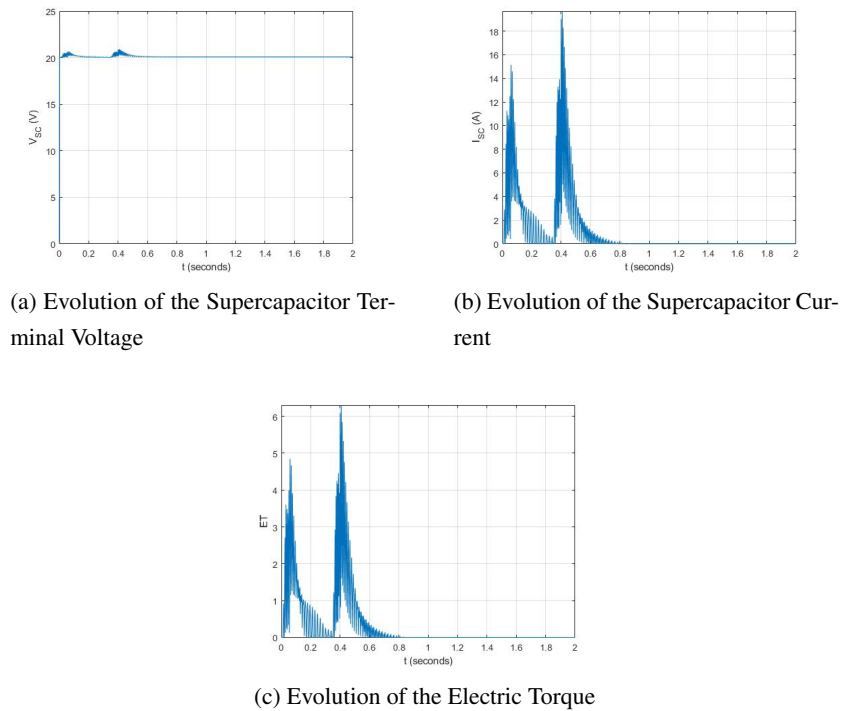 25
20
15
10
5
0
V_SC (V)
0 0.2 0.4 0.6 0.8 1 1.2 1.4 1.6 1.8 2
t (seconds)
(a) Evolution of the Supercapacitor Ter-
minal Voltage
18
16
14
12
10
8
6
4
2
0
I_SC (A)
0 0.2 0.4 0.6 0.8 1 1.2 1.4 1.6 1.8 2
t (seconds)
(b) Evolution of the Supercapacitor Cur-
rent
6
5
4
3
2
1
0
ET
0 0.2 0.4 0.6 0.8 1 1.2 1.4 1.6 1.8 2
t (seconds)
(c) Evolution of the Electric Torque